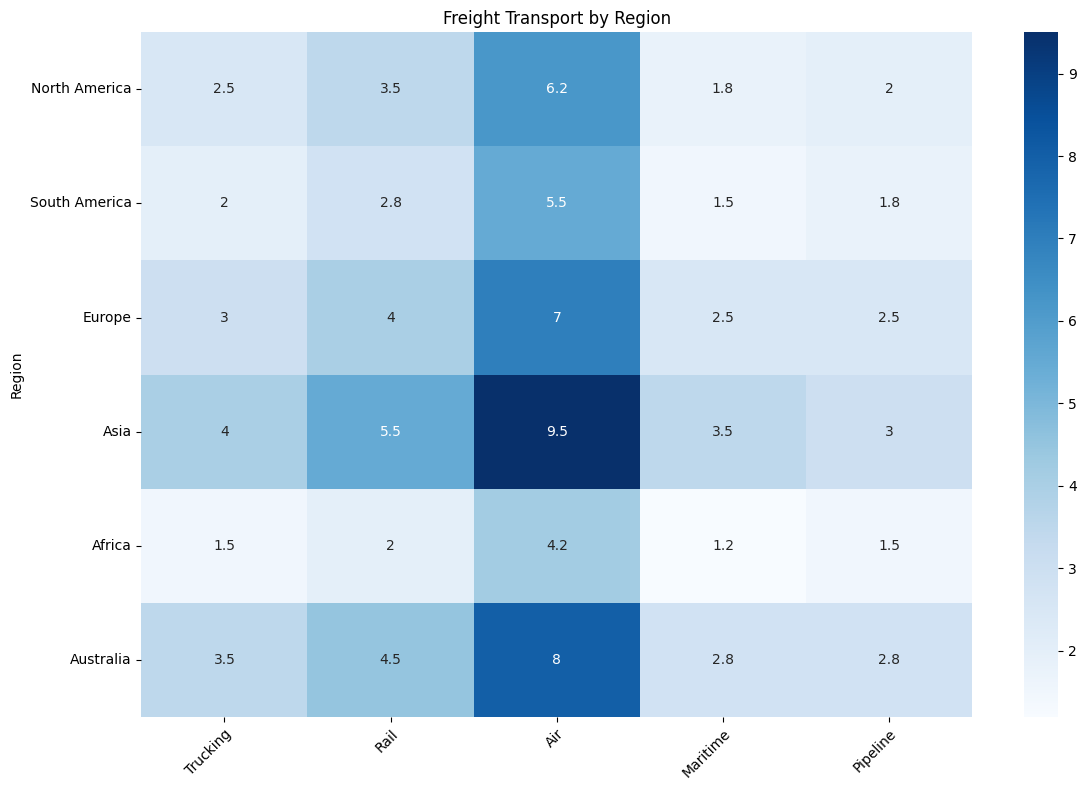 Freight Transport by Region
Region
North America 2.5 3.5 6.2 1.8 2
South America 2 2.8 5.5 1.5 1.8
Europe 3 4 7 2.5 2.5
Asia 4 5.5 9.5 3.5 3
Africa 1.5 2 4.2 1.2 1.5
Australia 3.5 4.5 8 2.8 2.8
Trucking Rail Air Maritime Pipeline
9
8
7
6
5
4
3
2